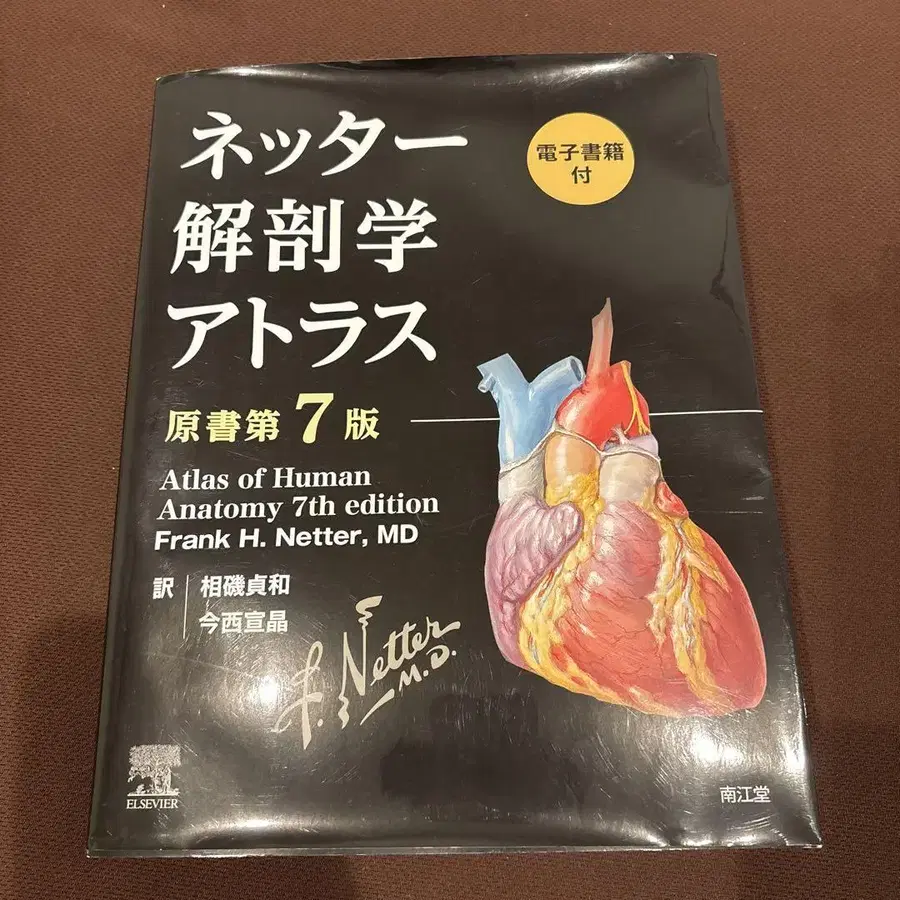 ネッター
解剖学
アトラス
電子書籍
付
原書第7版
Atlas of Human
Anatomy 7th edition
Frank H. Netter, MD
訳 相磯貞和
今西宣晶
F. Netter
M.D.
ELSEVIER
南江堂